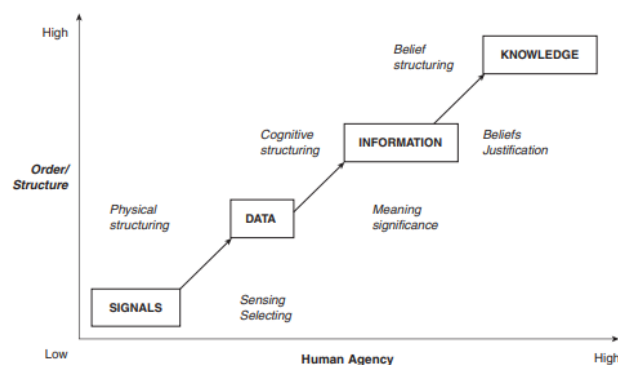 High
Belief
structuring
KNOWLEDGE
Cognitive
structuring
INFORMATION
Beliefs
Justification
Order/
Structure
Physical
structuring
DATA
Meaning
significance
SIGNALS
Sensing
Selecting
Low
Human Agency
High